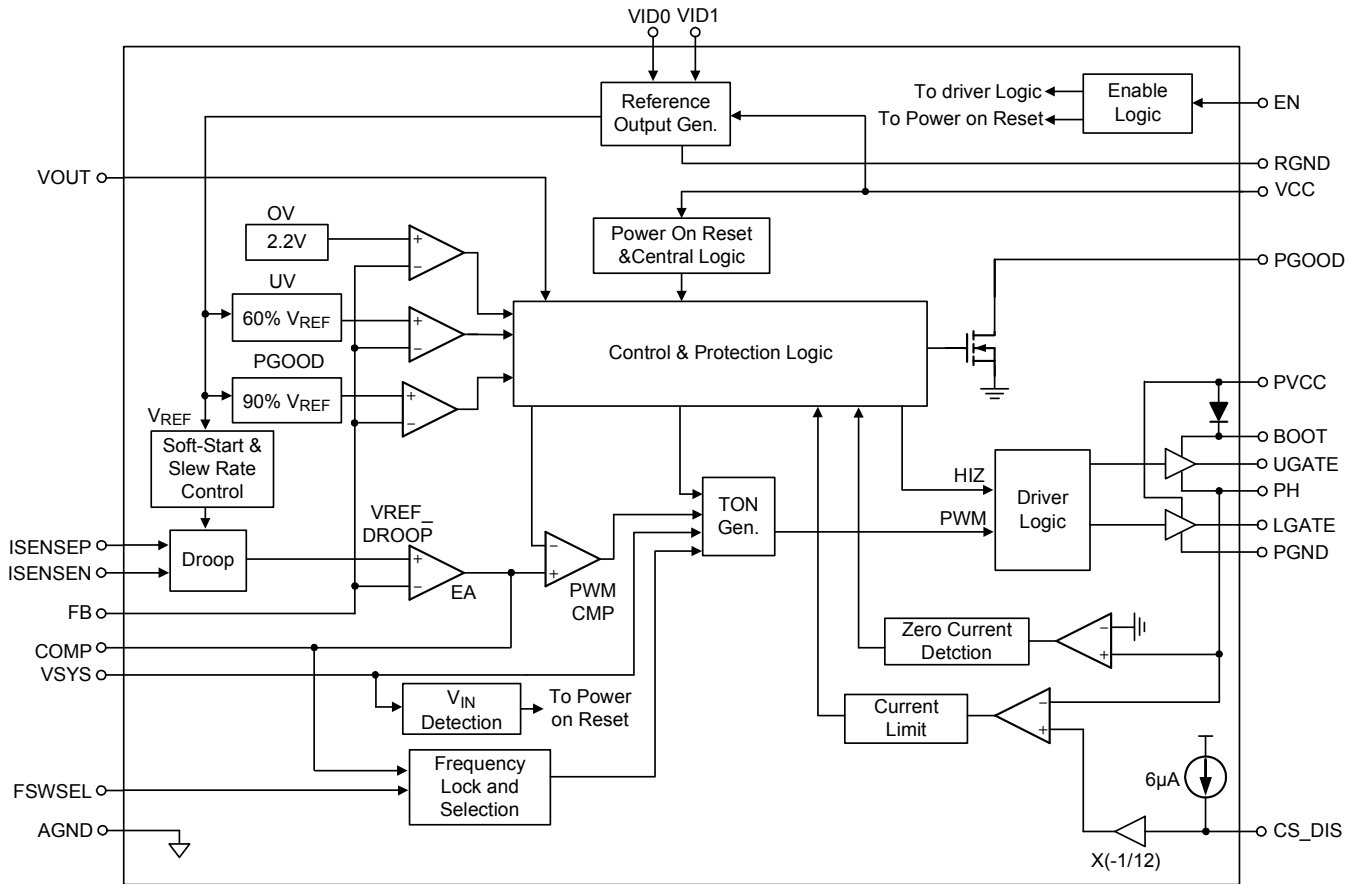 VID0 VID1
Reference
Output Gen.
To driver Logic
To Power on Reset
Enable
Logic
EN
RGND
VCC
VOUT
OV
2.2V
+
−
Power On Reset
&Central Logic
PGOOD
UV
60% VREF
+
−
Control & Protection Logic
PGOOD
90% VREF
+
−
VREF
Soft-Start &
Slew Rate
Control
PVCC
BOOT
UGATE
PH
LGATE
PGND
HIZ
PWM
Driver
Logic
TON
Gen.
VREF_
DROOP
ISENSEP
ISENSEN
Droop
+
−
EA
−
+
PWM
CMP
FB
COMP
VSYS
Zero Current
Detction
−
+
VIN
Detection
To Power
on Reset
Current
Limit
−
+
FSWSEL
Frequency
Lock and
Selection
6µA
AGND
X(-1/12)
CS_DIS